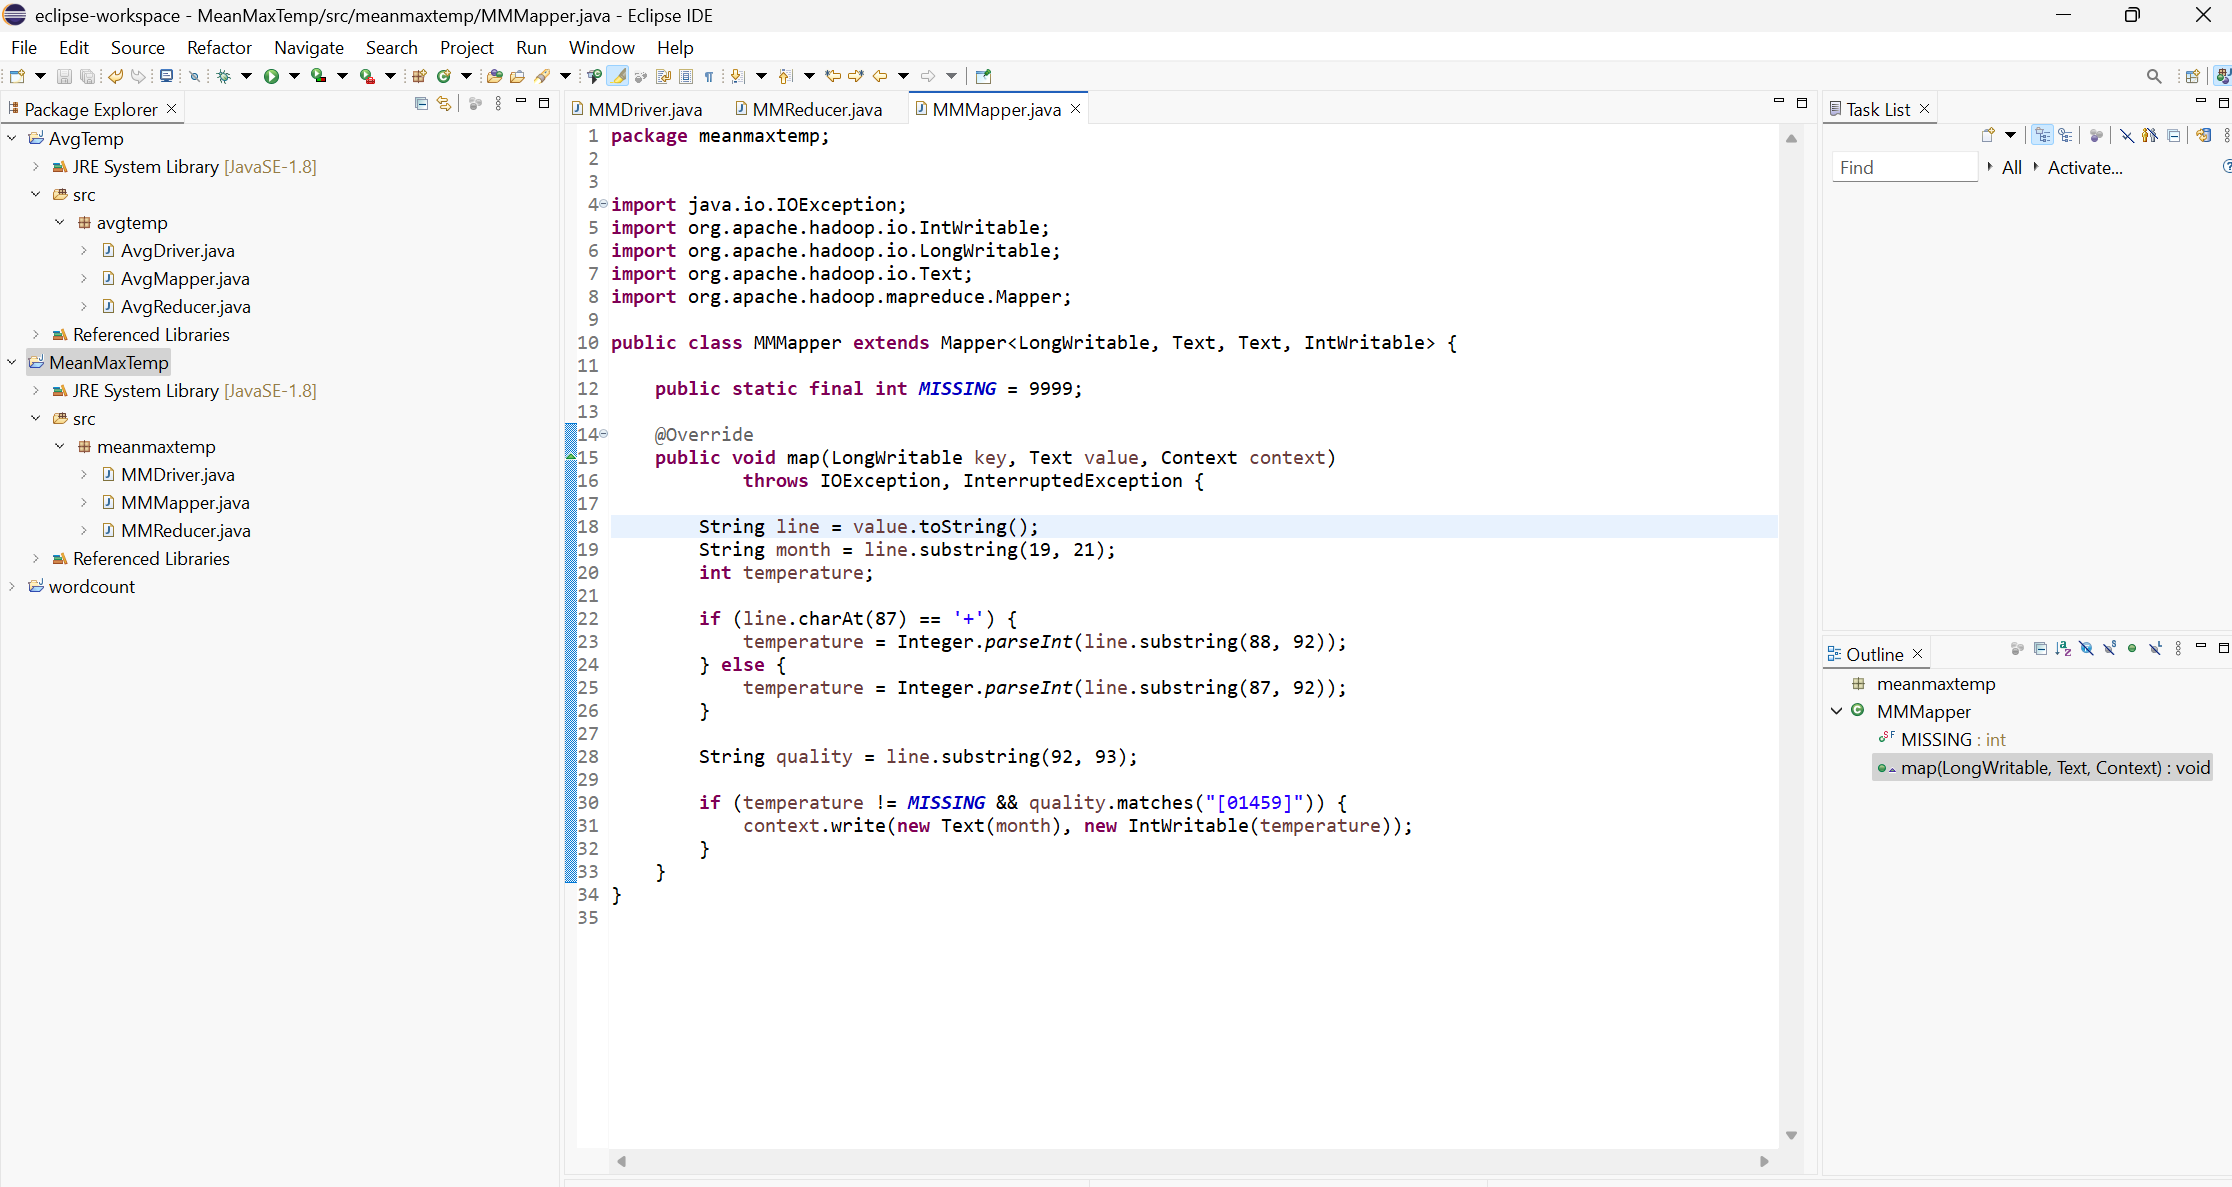 eclipse-workspace - MeanMaxTemp/src/meanmaxtemp/MMMapper.java - Eclipse IDE
File Edit Source Refactor Navigate Search Project Run Window Help
Package Explorer
AvgTemp
JRE System Library [JavaSE-1.8]
src
avgtemp
AvgDriver.java
AvgMapper.java
AvgReducer.java
Referenced Libraries
MeanMaxTemp
JRE System Library [JavaSE-1.8]
src
meanmaxtemp
MMDriver.java
MMMapper.java
MMReducer.java
Referenced Libraries
wordcount
MMDriver.java MMReducer.java MMMapper.java
1 package meanmaxtemp;
2
3
4 import java.io.IOException;
5 import org.apache.hadoop.io.IntWritable;
6 import org.apache.hadoop.io.LongWritable;
7 import org.apache.hadoop.io.Text;
8 import org.apache.hadoop.mapreduce.Mapper;
9
10 public class MMMapper extends Mapper<LongWritable, Text, Text, IntWritable> {
11
12     public static final int MISSING = 9999;
13
14     @Override
15     public void map(LongWritable key, Text value, Context context)
16             throws IOException, InterruptedException {
17
18         String line = value.toString();
19         String month = line.substring(19, 21);
20         int temperature;
21
22         if (line.charAt(87) == '+') {
23             temperature = Integer.parseInt(line.substring(88, 92));
24         } else {
25             temperature = Integer.parseInt(line.substring(87, 92));
26         }
27
28         String quality = line.substring(92, 93);
29
30         if (temperature != MISSING && quality.matches("[01459]")) {
31             context.write(new Text(month), new IntWritable(temperature));
32         }
33     }
34 }
35
Task List
Find All Activate...
Outline
meanmaxtemp
MMMapper
MISSING : int
map(LongWritable, Text, Context) : void